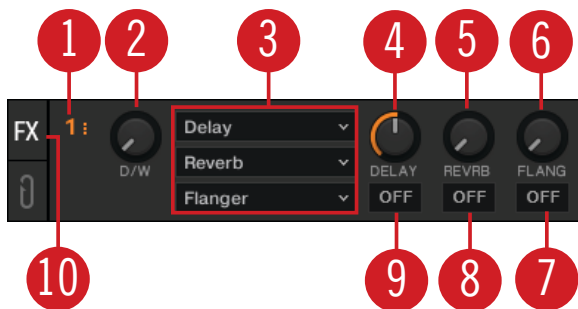 1 2 3 4 5 6
FX 1 Delay
D/W Reverb DELAY REVRB FLANG
Flanger OFF OFF OFF
10 9 8 7